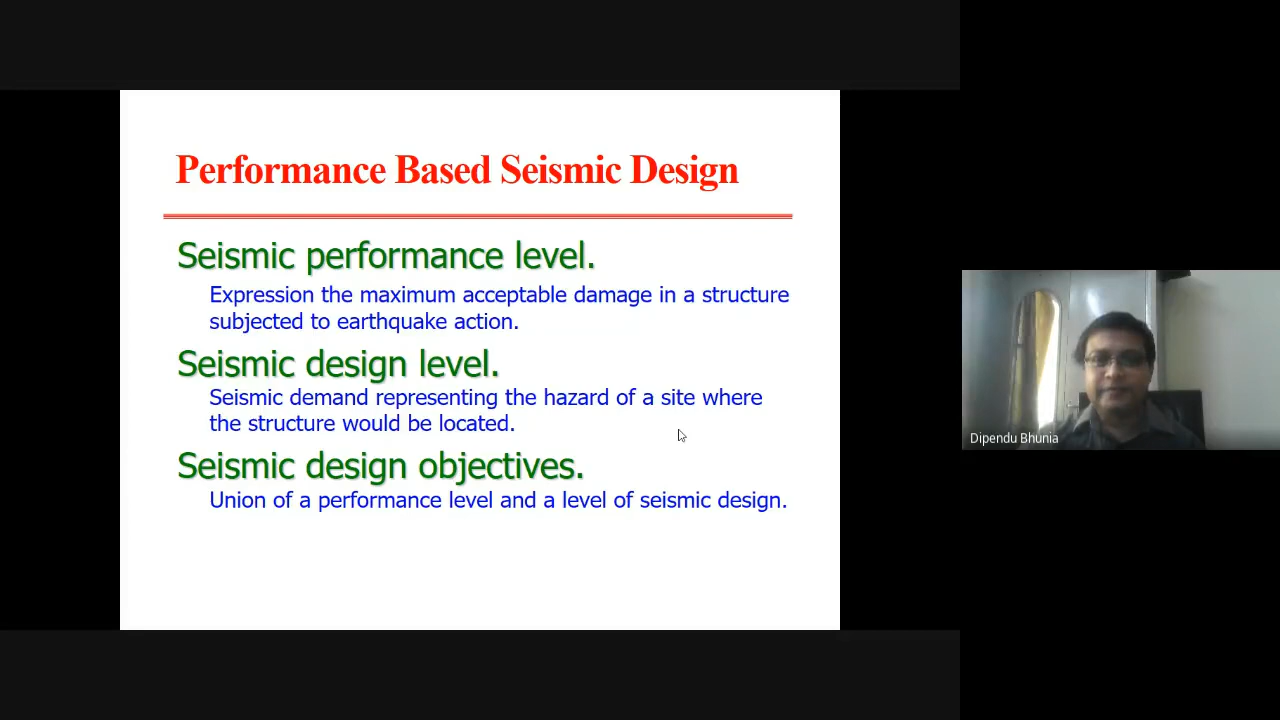 Performance Based Seismic Design
Seismic performance level.
Expression the maximum acceptable damage in a structure
subjected to earthquake action.
Seismic design level.
Seismic demand representing the hazard of a site where
the structure would be located.
Seismic design objectives.
Union of a performance level and a level of seismic design.
Dipendu Bhunia